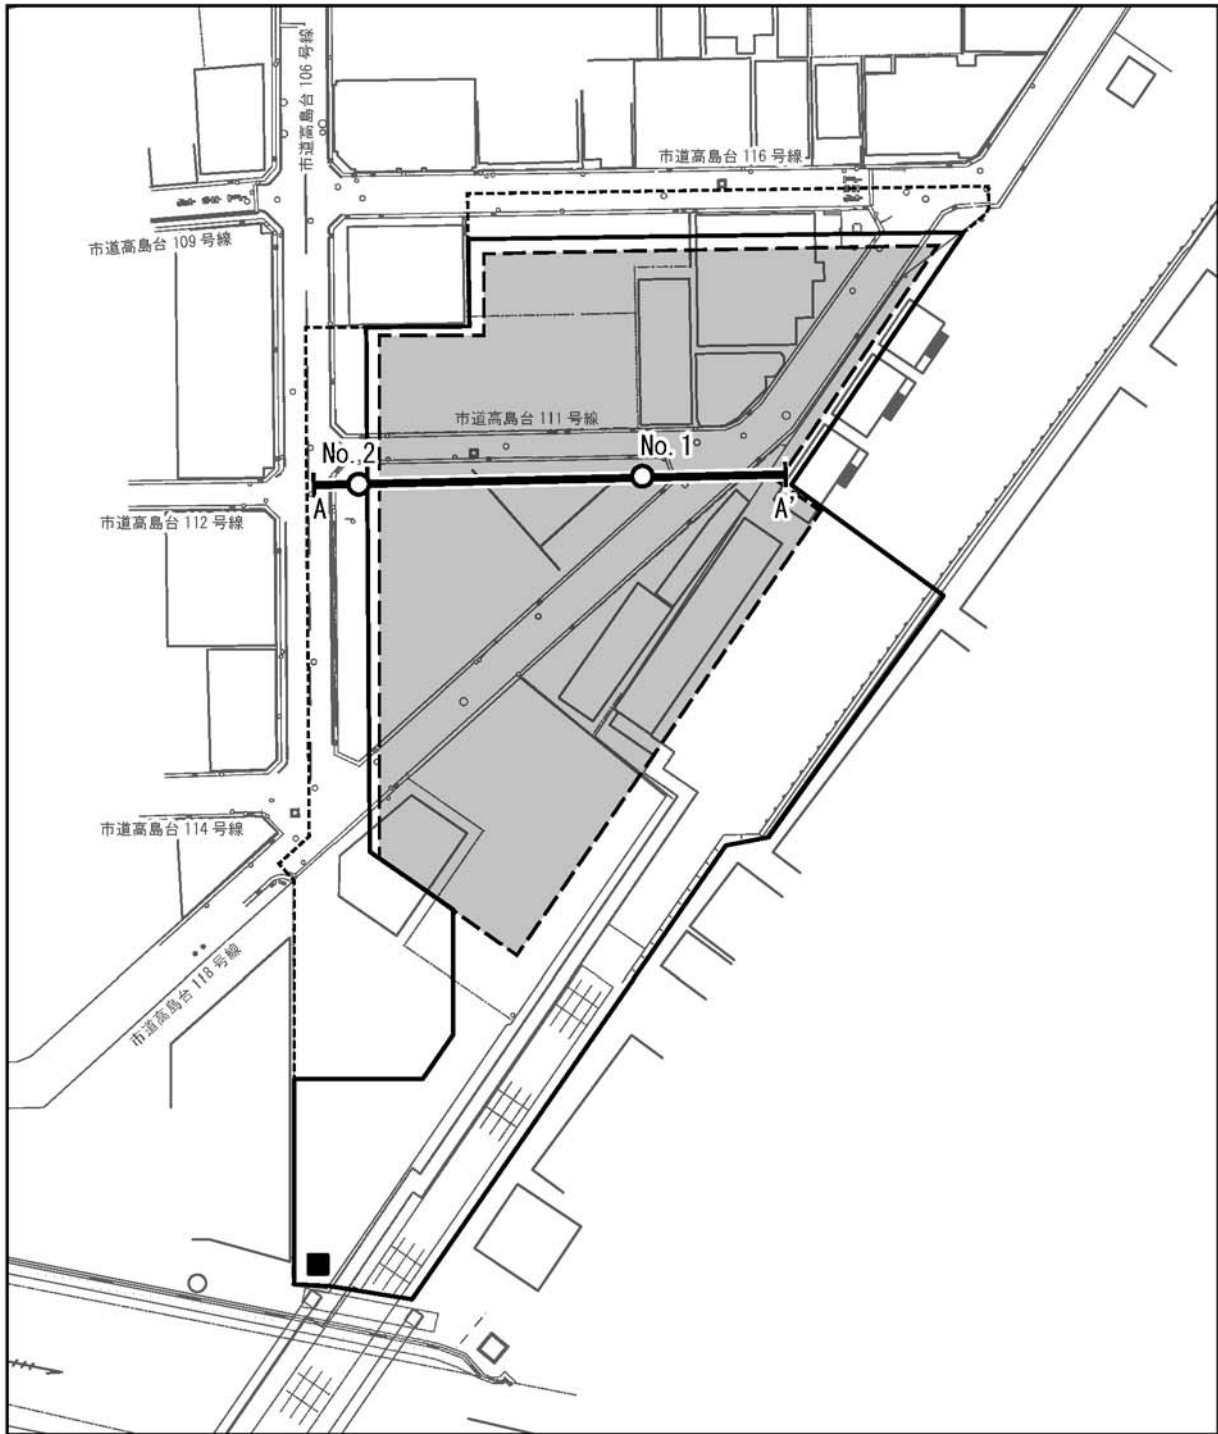 市道高島台 106 号線
市道高島台 116 号線
市道高島台 109 号線
市道高島台 111 号線
No. 2
No. 1
A
A'
市道高島台 112 号線
市道高島台 114 号線
市道高島台 118 号線